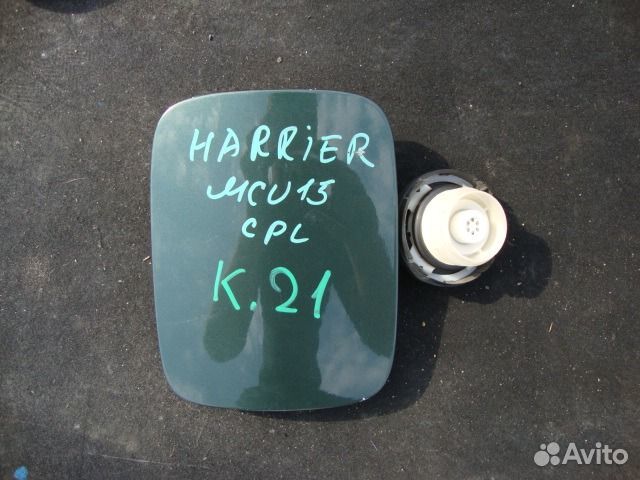 HARRIER
MCU15
CPL
K.21
Avito